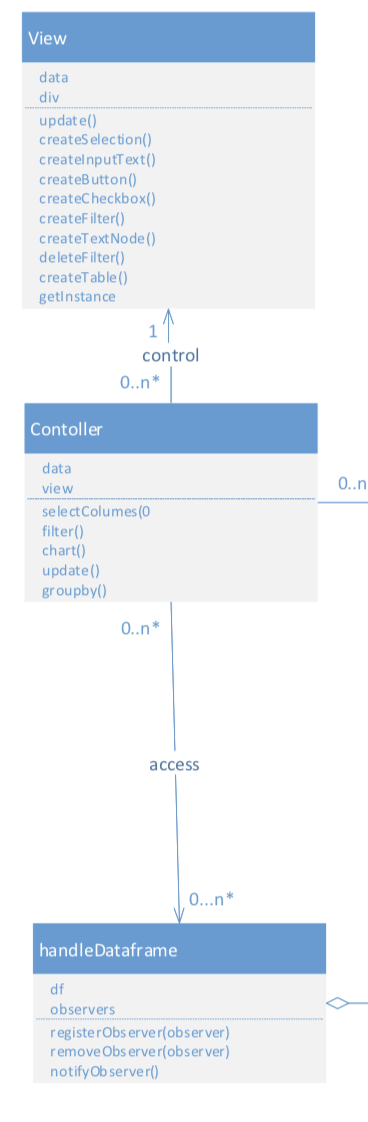 View
data
div
update()
createSelection()
createInputText()
createButton()
createCheckbox()
createFilter()
createTextNode()
deleteFilter()
createTable()
getInstance
1
control
0..n*
Contoller
data
view
0..n
selectColumes(0
filter()
chart()
update()
groupby()
0..n*
access
0...n*
handleDataframe
df
observers
registerObserver(observer)
removeObserver(observer)
notifyObserver()